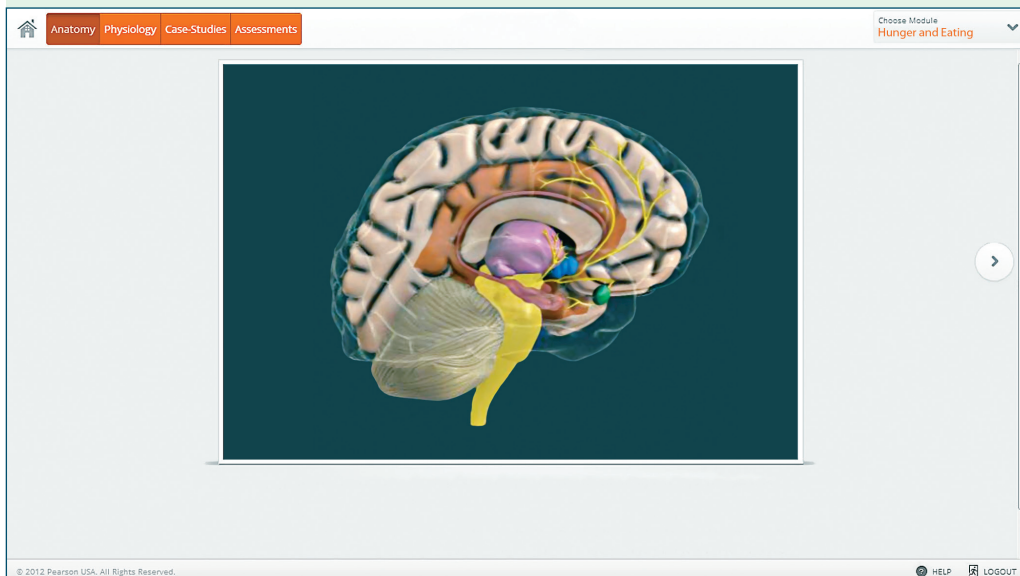 Anatomy Physiology Case-Studies Assessments
Choose Module
Hunger and Eating
© 2012 Pearson USA. All Rights Reserved.
HELP LOGOUT